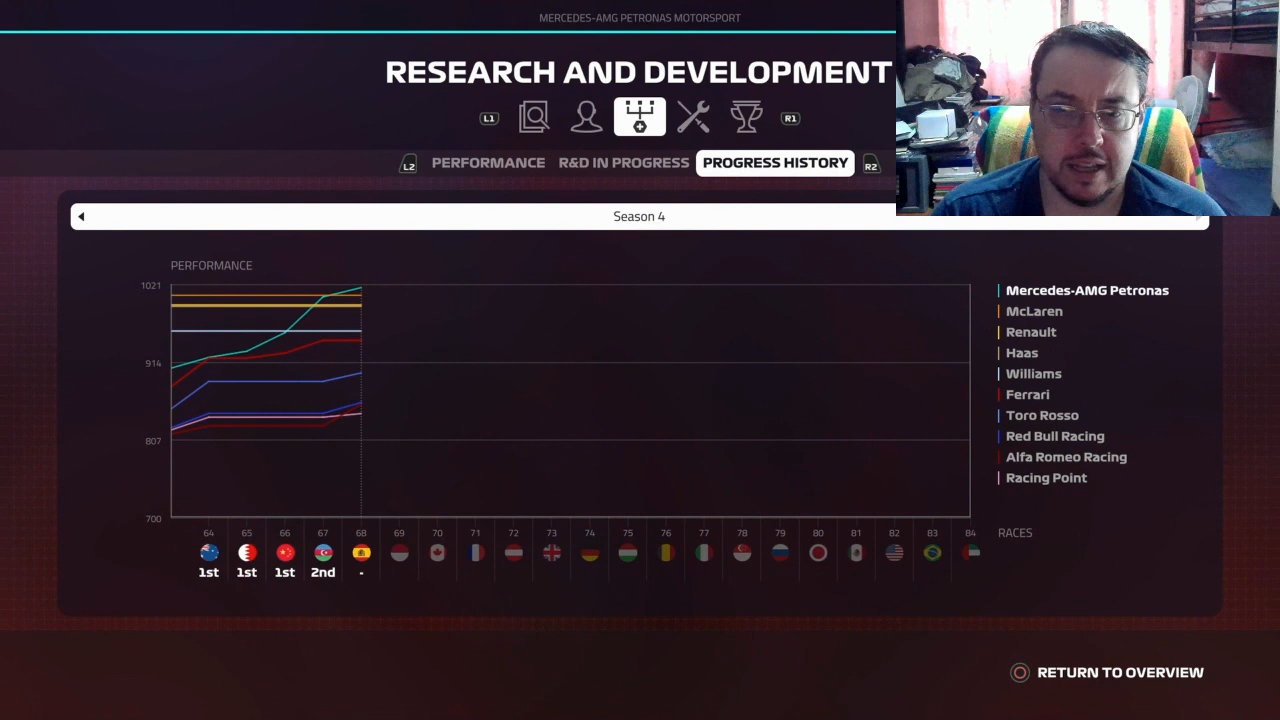 MERCEDES-AMG PETRONAS MOTORSPORT
RESEARCH AND DEVELOPMENT
L1 R1
L2 PERFORMANCE R&D IN PROGRESS PROGRESS HISTORY R2
Season 4
PERFORMANCE
1021
914
807
700
Mercedes-AMG Petronas
McLaren
Renault
Haas
Williams
Ferrari
Toro Rosso
Red Bull Racing
Alfa Romeo Racing
Racing Point
64 65 66 67 68 69 70 71 72 73 74 75 76 77 78 79 80 81 82 83 84 RACES
1st 1st 1st 2nd -
RETURN TO OVERVIEW